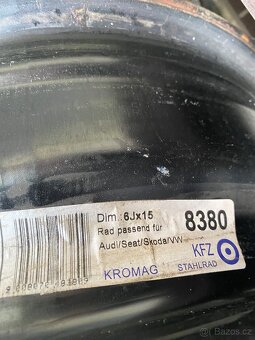 Dim.:6Jx15
8380
Rad passend für
Audi/Seat/Skoda/VW
KFZ
KROMAG
STAHLRAD
bazos.cz